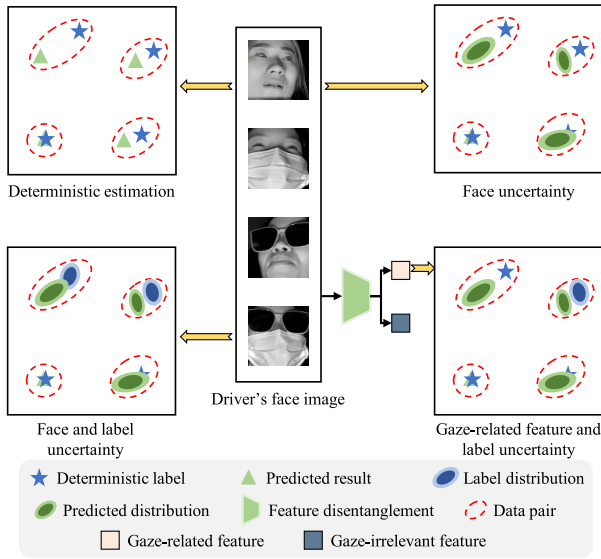 Deterministic estimation
Face uncertainty
Driver's face image
Face and label
uncertainty
Gaze-related feature and
label uncertainty
Deterministic label
Predicted result
Label distribution
Predicted distribution
Feature disentanglement
Data pair
Gaze-related feature
Gaze-irrelevant feature